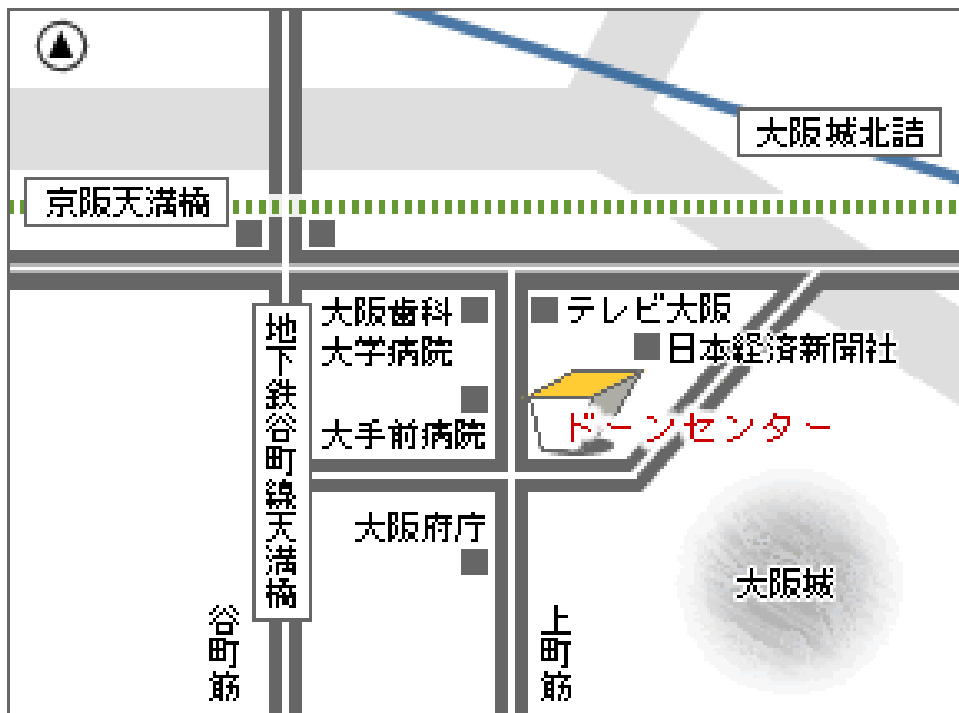 大阪城北詰
京阪天満橋
大阪歯科
大学病院
テレビ大阪
日本経済新聞社
大手前病院
ドーンセンター
地下鉄谷町線天満橋
大阪府庁
大阪城
谷町筋
上町筋